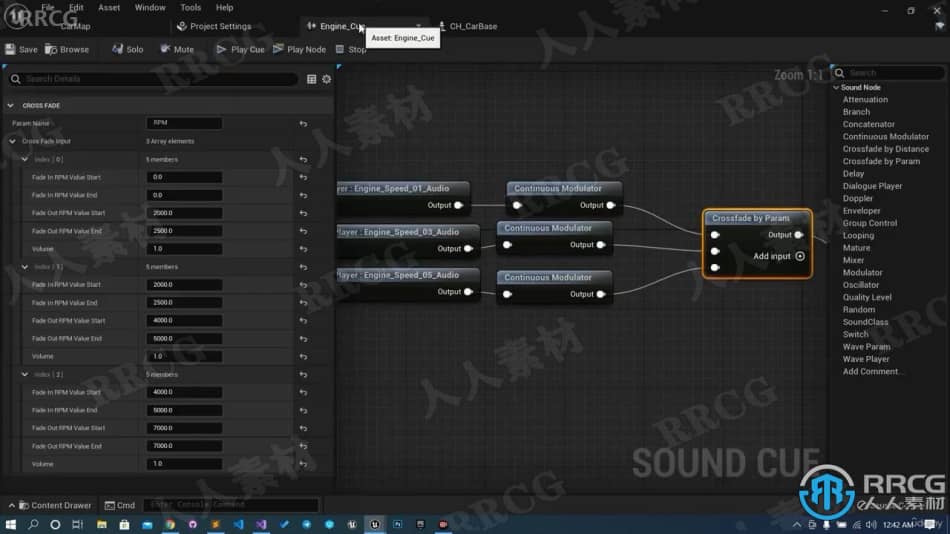 File Edit Asset Window Tools Help
RRCG
CarMap Project Settings Engine_Cue CH_CarBase
Asset: Engine_Cue
Save Browse Solo Mute Play Cue Play Node Stop
Search Details
Zoom 1:1
Search
CROSS FADE
Param Name RPM
Cross Fade Input 3 Array elements
Index [ 0 ] 5 members
Fade In RPM Value Start 0.0
Fade In RPM Value End 0.0
Fade Out RPM Value Start 2000.0
Fade Out RPM Value End 2500.0
Volume 1.0
Index [ 1 ] 5 members
Fade In RPM Value Start 2000.0
Fade In RPM Value End 2500.0
Fade Out RPM Value Start 4000.0
Fade Out RPM Value End 5000.0
Volume 1.0
Index [ 2 ] 5 members
Fade In RPM Value Start 4000.0
Fade In RPM Value End 5000.0
Fade Out RPM Value Start 7000.0
Fade Out RPM Value End 7000.0
Volume 1.0
yer : Engine_Speed_01_Audio
Output
Continuous Modulator
Output
Player : Engine_Speed_03_Audio
Output
Continuous Modulator
Output
Player : Engine_Speed_05_Audio
Output
Continuous Modulator
Output
Crossfade by Param
Output
Add input
SOUND CUE
Sound Node
Attenuation
Branch
Concatenator
Continuous Modulator
Crossfade by Distance
Crossfade by Param
Delay
Dialogue Player
Doppler
Enveloper
Group Control
Looping
Mature
Mixer
Modulator
Oscillator
Quality Level
Random
SoundClass
Switch
Wave Param
Wave Player
Add Comment...
RRCG
人人素材
Content Drawer Cmd Enter Console Command
12:42 AM
Udemy